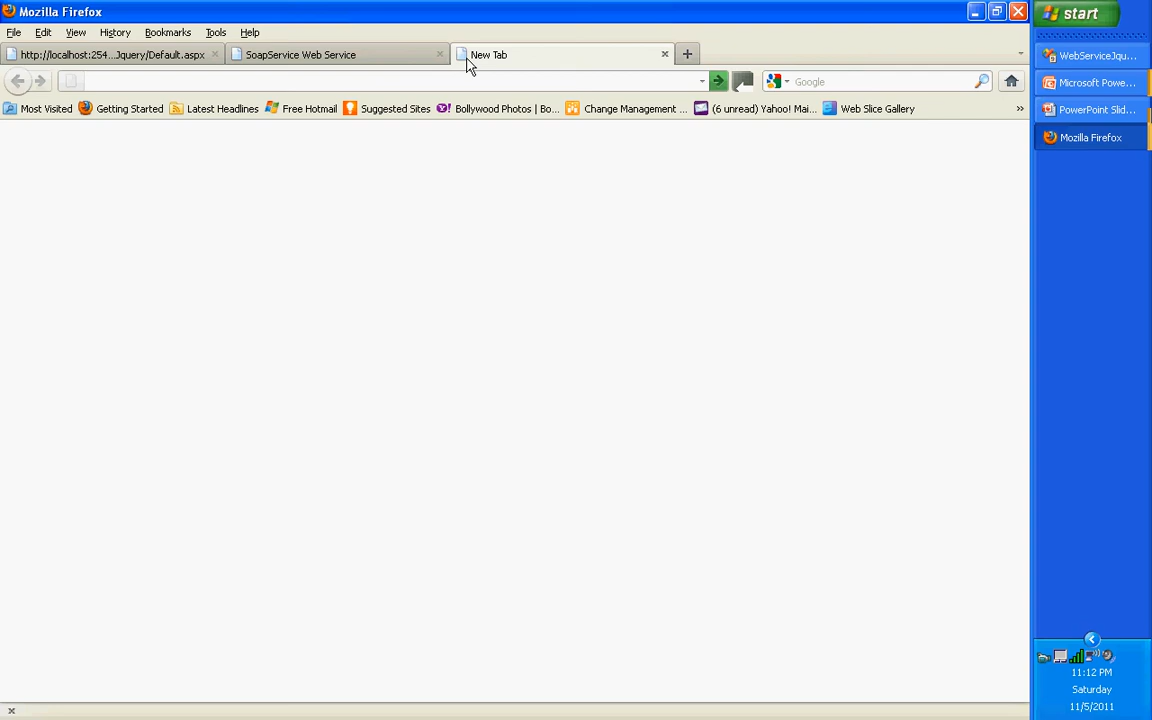 Mozilla Firefox
start
File Edit View History Bookmarks Tools Help
http://localhost:254...Jquery/Default.aspx SoapService Web Service New Tab
WebServiceJqu...
Google
Microsoft Powe...
Most Visited Getting Started Latest Headlines Free Hotmail Suggested Sites Bollywood Photos | Bo... Change Management ... (6 unread) Yahoo! Mai... Web Slice Gallery »
PowerPoint Slid...
Mozilla Firefox
11:12 PM
Saturday
11/5/2011